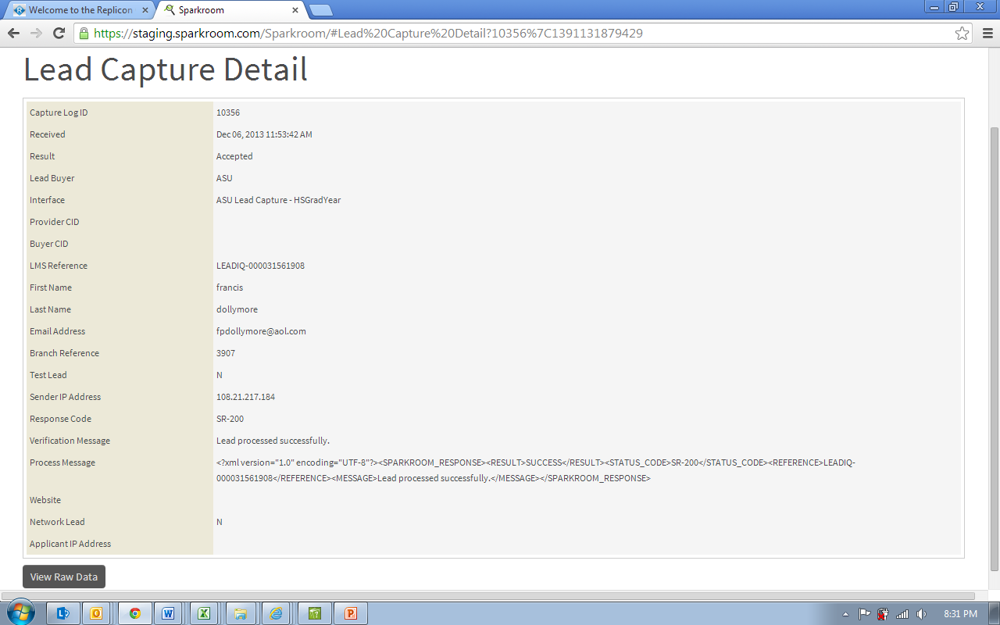 Welcome to the Replicon
Sparkroom
https://staging.sparkroom.com/Sparkroom/#Lead%20Capture%20Detail?10356%7C1391131879429
Lead Capture Detail
Capture Log ID 10356
Received Dec 06, 2013 11:53:42 AM
Result Accepted
Lead Buyer ASU
Interface ASU Lead Capture - HSGradYear
Provider CID
Buyer CID
LMS Reference LEADIQ-000031561908
First Name francis
Last Name dollymore
Email Address fpdollymore@aol.com
Branch Reference 3907
Test Lead N
Sender IP Address 108.21.217.184
Response Code SR-200
Verification Message Lead processed successfully.
Process Message <?xml version="1.0" encoding="UTF-8"?><SPARKROOM_RESPONSE><RESULT>SUCCESS</RESULT><STATUS_CODE>SR-200</STATUS_CODE><REFERENCE>LEADIQ-
000031561908</REFERENCE><MESSAGE>Lead processed successfully.</MESSAGE></SPARKROOM_RESPONSE>
Website
Network Lead N
Applicant IP Address
View Raw Data
8:31 PM